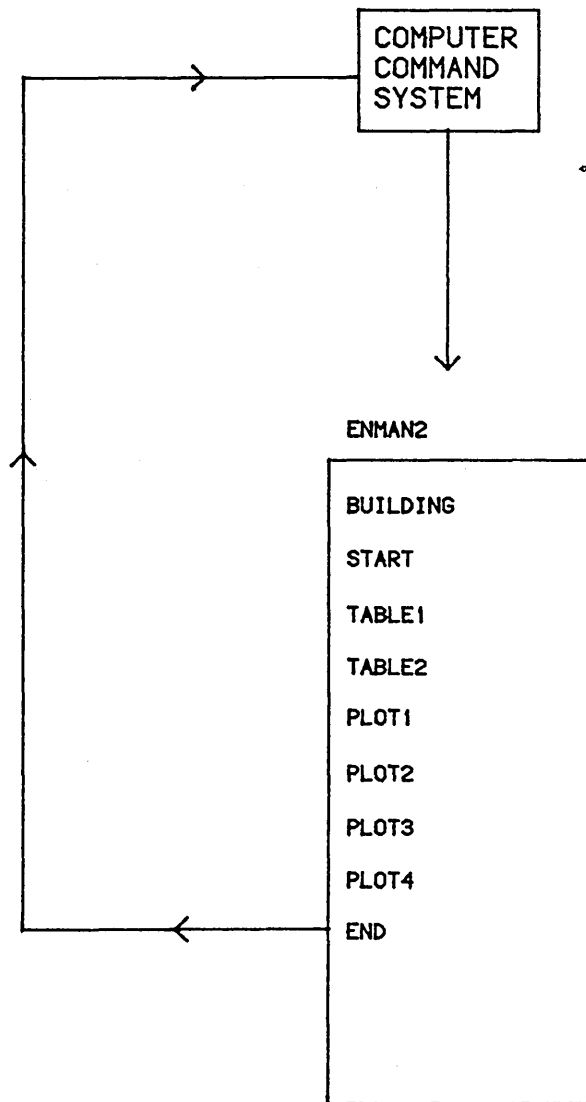 COMPUTER
COMMAND
SYSTEM
ENMAN2
BUILDING
START
TABLE1
TABLE2
PLOT1
PLOT2
PLOT3
PLOT4
END